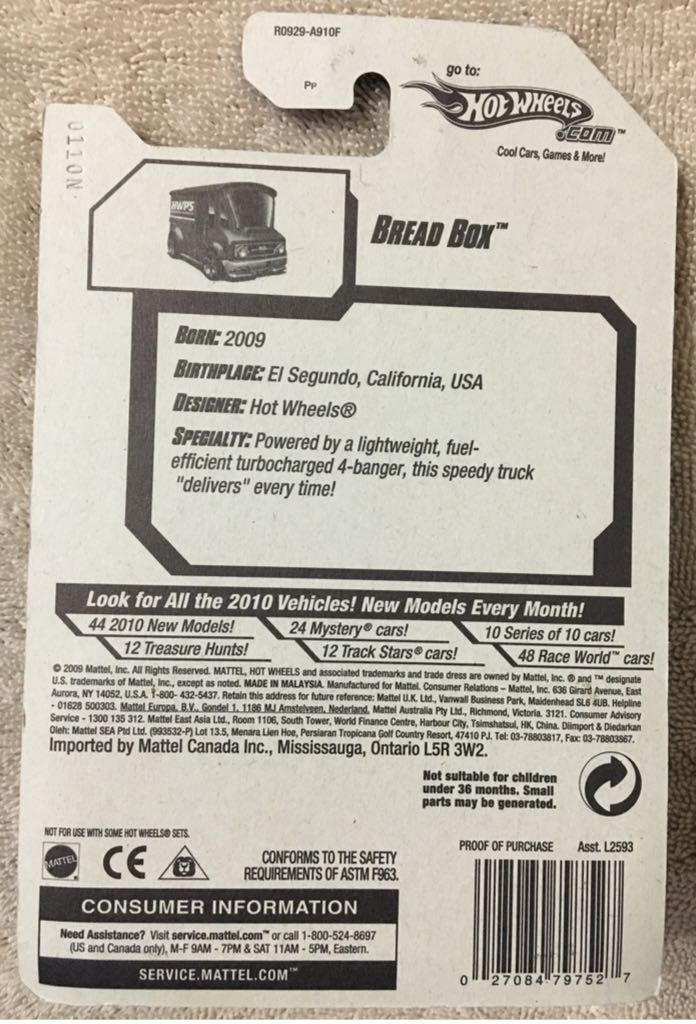 R0929-A910F
PP
0110N
go to:
HOT WHEELS
.COM™
Cool Cars, Games & More!
HWPS
BREAD BOX™
BORN: 2009
BIRTHPLACE: El Segundo, California, USA
DESIGNER: Hot Wheels®
SPECIALTY: Powered by a lightweight, fuel-
efficient turbocharged 4-banger, this speedy truck
"delivers" every time!
Look for All the 2010 Vehicles! New Models Every Month!
44 2010 New Models! 24 Mystery® cars! 10 Series of 10 cars!
12 Treasure Hunts! 12 Track Stars® cars! 48 Race World™ cars!
© 2009 Mattel, Inc. All Rights Reserved. MATTEL, HOT WHEELS and associated trademarks and trade dress are owned by Mattel, Inc. ® and ™ designate
U.S. trademarks of Mattel, Inc., except as noted. MADE IN MALAYSIA. Manufactured for Mattel. Consumer Relations – Mattel, Inc. 636 Girard Avenue, East
Aurora, NY 14052, U.S.A. 1-800- 432-5437. Retain this address for future reference: Mattel U.K. Ltd., Vanwall Business Park, Maidenhead SL6 4UB. Helpline
- 01628 500303. Mattel Europa, B.V., Gondel 1, 1186 MJ Amstelveen, Nederland. Mattel Australia Pty Ltd., Richmond, Victoria. 3121. Consumer Advisory
Service - 1300 135 312. Mattel East Asia Ltd., Room 1106, South Tower, World Finance Centre, Harbour City, Tsimshatsui, HK, China. Diimport & Diedarkan
Oleh: Mattel SEA Ptd Ltd. (993532-P) Lot 13.5, Menara Lien Hoe, Persiaran Tropicana Golf Country Resort, 47410 PJ. Tel: 03-78803817, Fax: 03-78803867.
Imported by Mattel Canada Inc., Mississauga, Ontario L5R 3W2.
Not suitable for children
under 36 months. Small
parts may be generated.
NOT FOR USE WITH SOME HOT WHEELS® SETS.
MATTEL
CE
CONFORMS TO THE SAFETY
REQUIREMENTS OF ASTM F963.
PROOF OF PURCHASE Asst. L2593
CONSUMER INFORMATION
Need Assistance? Visit service.mattel.com™ or call 1-800-524-8697
(US and Canada only), M-F 9AM - 7PM & SAT 11AM - 5PM, Eastern.
SERVICE.MATTEL.COM™
0 27084 79752 7